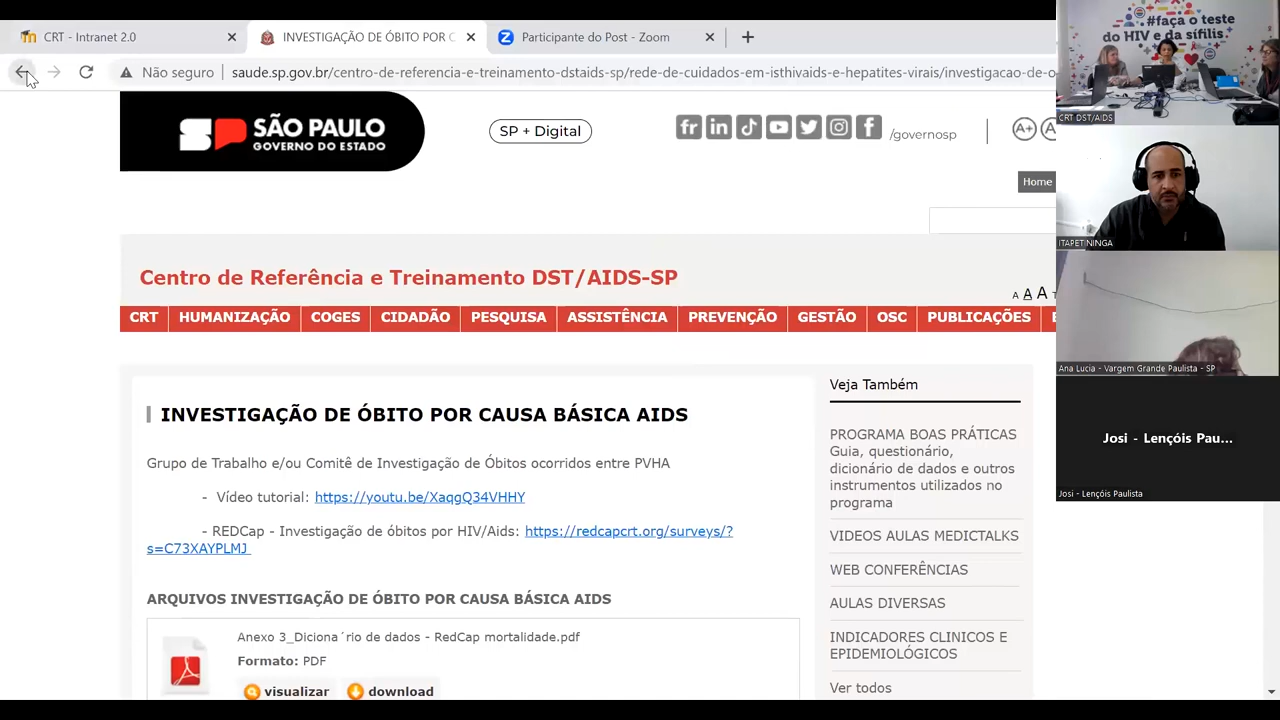 CRT - Intranet 2.0
INVESTIGAÇÃO DE ÓBITO POR C
Participante do Post - Zoom
Não seguro
saude.sp.gov.br/centro-de-referencia-e-treinamento-dstaids-sp/rede-de-cuidados-em-isthivaids-e-hepatites-virais/investigacao-de-o
SÃO PAULO
GOVERNO DO ESTADO
SP + Digital
/governosp
A+
A
Home
Centro de Referência e Treinamento DST/AIDS-SP
A A A
CRT HUMANIZAÇÃO COGES CIDADÃO PESQUISA ASSISTÊNCIA PREVENÇÃO GESTÃO OSC PUBLICAÇÕES
INVESTIGAÇÃO DE ÓBITO POR CAUSA BÁSICA AIDS
Grupo de Trabalho e/ou Comitê de Investigação de Óbitos ocorridos entre PVHA
- Vídeo tutorial: https://youtu.be/XaqgQ34VHHY
- REDCap - Investigação de óbitos por HIV/Aids: https://redcapcrt.org/surveys/?
s=C73XAYPLMJ
ARQUIVOS INVESTIGAÇÃO DE ÓBITO POR CAUSA BÁSICA AIDS
Anexo 3_Diciona´rio de dados - RedCap mortalidade.pdf
Formato: PDF
visualizar download
Veja Também
PROGRAMA BOAS PRÁTICAS
Guia, questionário,
dicionário de dados e outros
instrumentos utilizados no
programa
VIDEOS AULAS MEDICTALKS
WEB CONFERÊNCIAS
AULAS DIVERSAS
INDICADORES CLINICOS E
EPIDEMIOLÓGICOS
Ver todos
#faça o teste
do HIV e da sífilis
CRT DST/AIDS
ITAPETININGA
Ana Lucia - Vargem Grande Paulista - SP
Josi - Lençóis Pau...
Josi - Lençóis Paulista